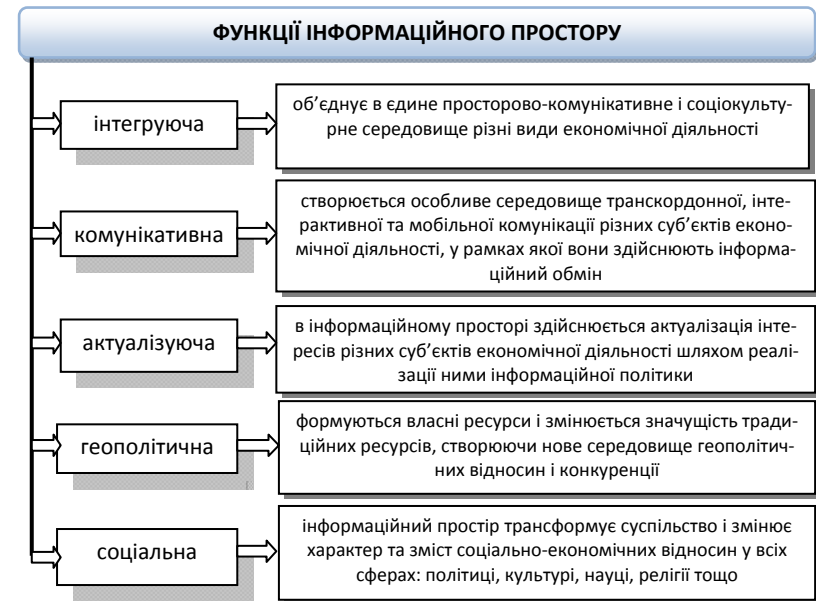 ФУНКЦІЇ ІНФОРМАЦІЙНОГО ПРОСТОРУ
інтегруюча
об’єднує в єдине просторово-комунікативне і соціокульту-
рне середовище різні види економічної діяльності
комунікативна
створюється особливе середовище транскордонної, інте-
рактивної та мобільної комунікації різних суб’єктів еконо-
мічної діяльності, у рамках якої вони здійснюють інформа-
ційний обмін
актуалізуюча
в інформаційному просторі здійснюється актуалізація інте-
ресів різних суб’єктів економічної діяльності шляхом реалі-
зації ними інформаційної політики
геополітична
формуються власні ресурси і змінюється значущість тради-
ційних ресурсів, створюючи нове середовище геополітич-
них відносин і конкуренції
соціальна
інформаційний простір трансформує суспільство і змінює
характер та зміст соціально-економічних відносин у всіх
сферах: політиці, культурі, науці, релігії тощо